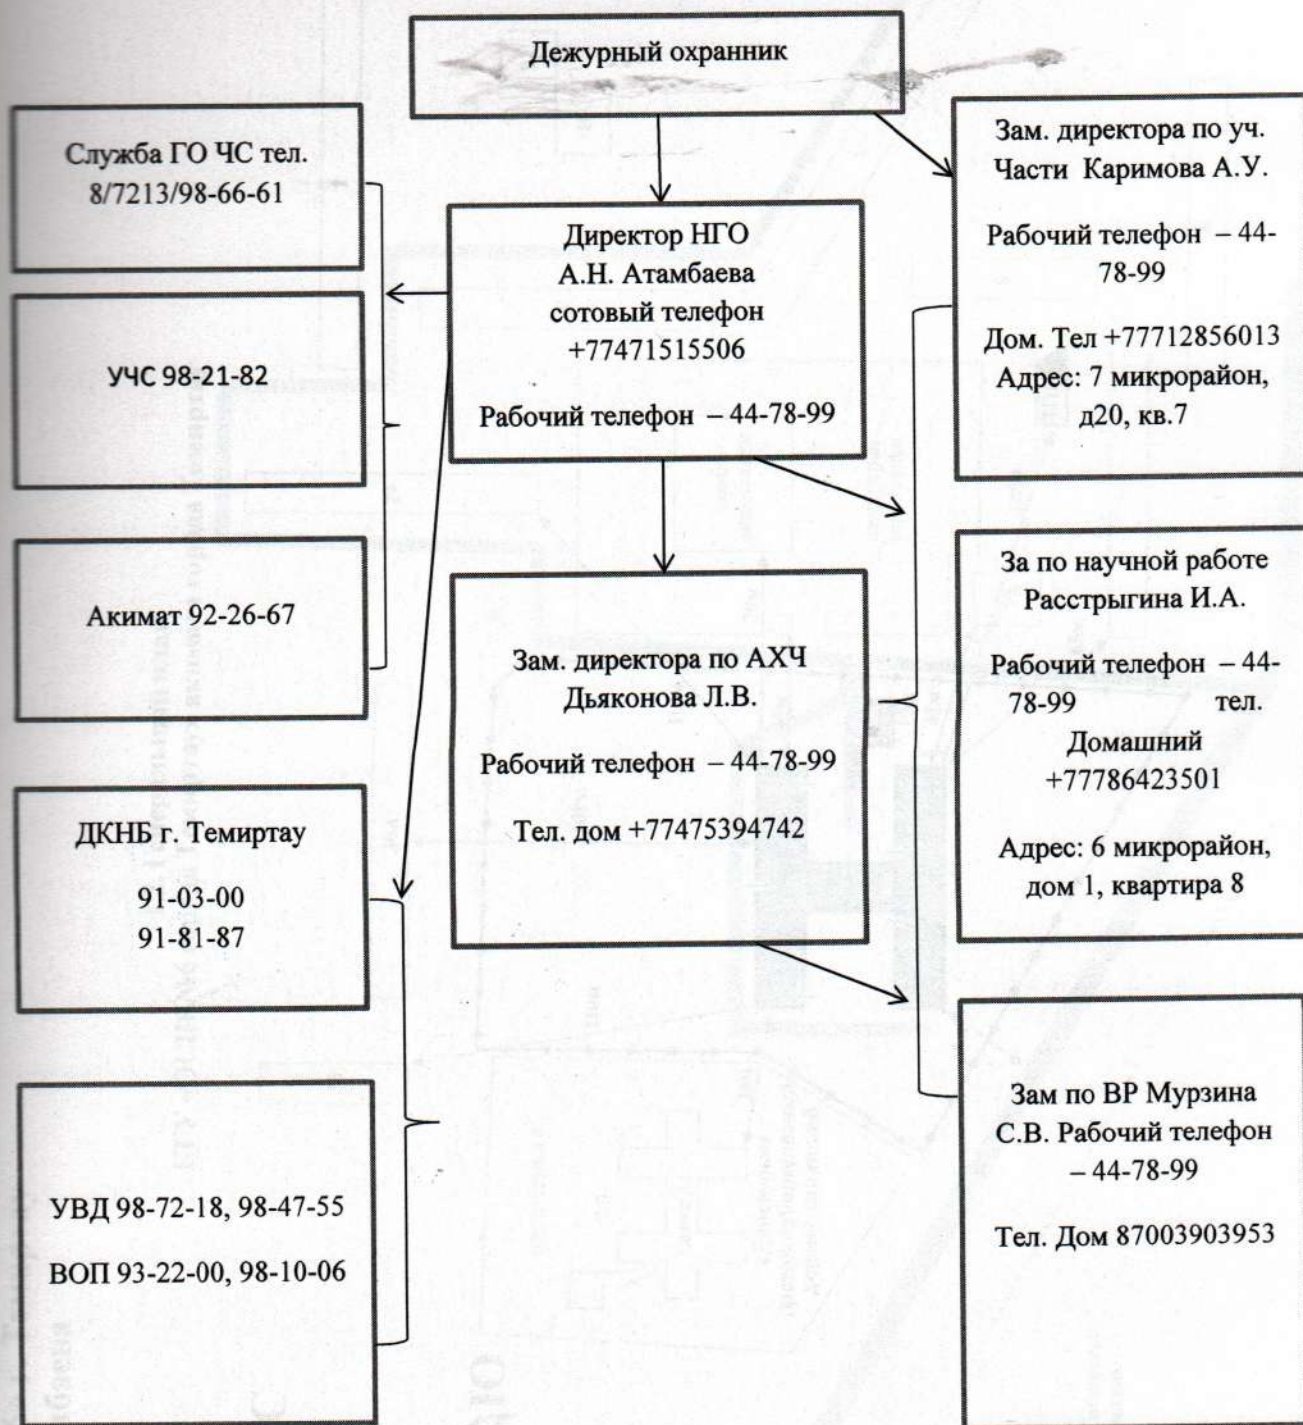 Дежурный охранник
Служба ГО ЧС тел.
8/7213/98-66-61
УЧС 98-21-82
Акимат 92-26-67
ДКНБ г. Темиртау
91-03-00
91-81-87
УВД 98-72-18, 98-47-55
ВОП 93-22-00, 98-10-06
Директор НГО
А.Н. Атамбаева
сотовый телефон
+77471515506
Рабочий телефон – 44-78-99
Зам. директора по АХЧ
Дьяконова Л.В.
Рабочий телефон – 44-78-99
Тел. дом +77475394742
Зам. директора по уч.
Части Каримова А.У.
Рабочий телефон – 44-
78-99
Дом. Тел +77712856013
Адрес: 7 микрорайон,
д20, кв.7
За по научной работе
Расстрыгина И.А.
Рабочий телефон – 44-
78-99 тел.
Домашний
+77786423501
Адрес: 6 микрорайон,
дом 1, квартира 8
Зам по ВР Мурзина
С.В. Рабочий телефон
– 44-78-99
Тел. Дом 87003903953